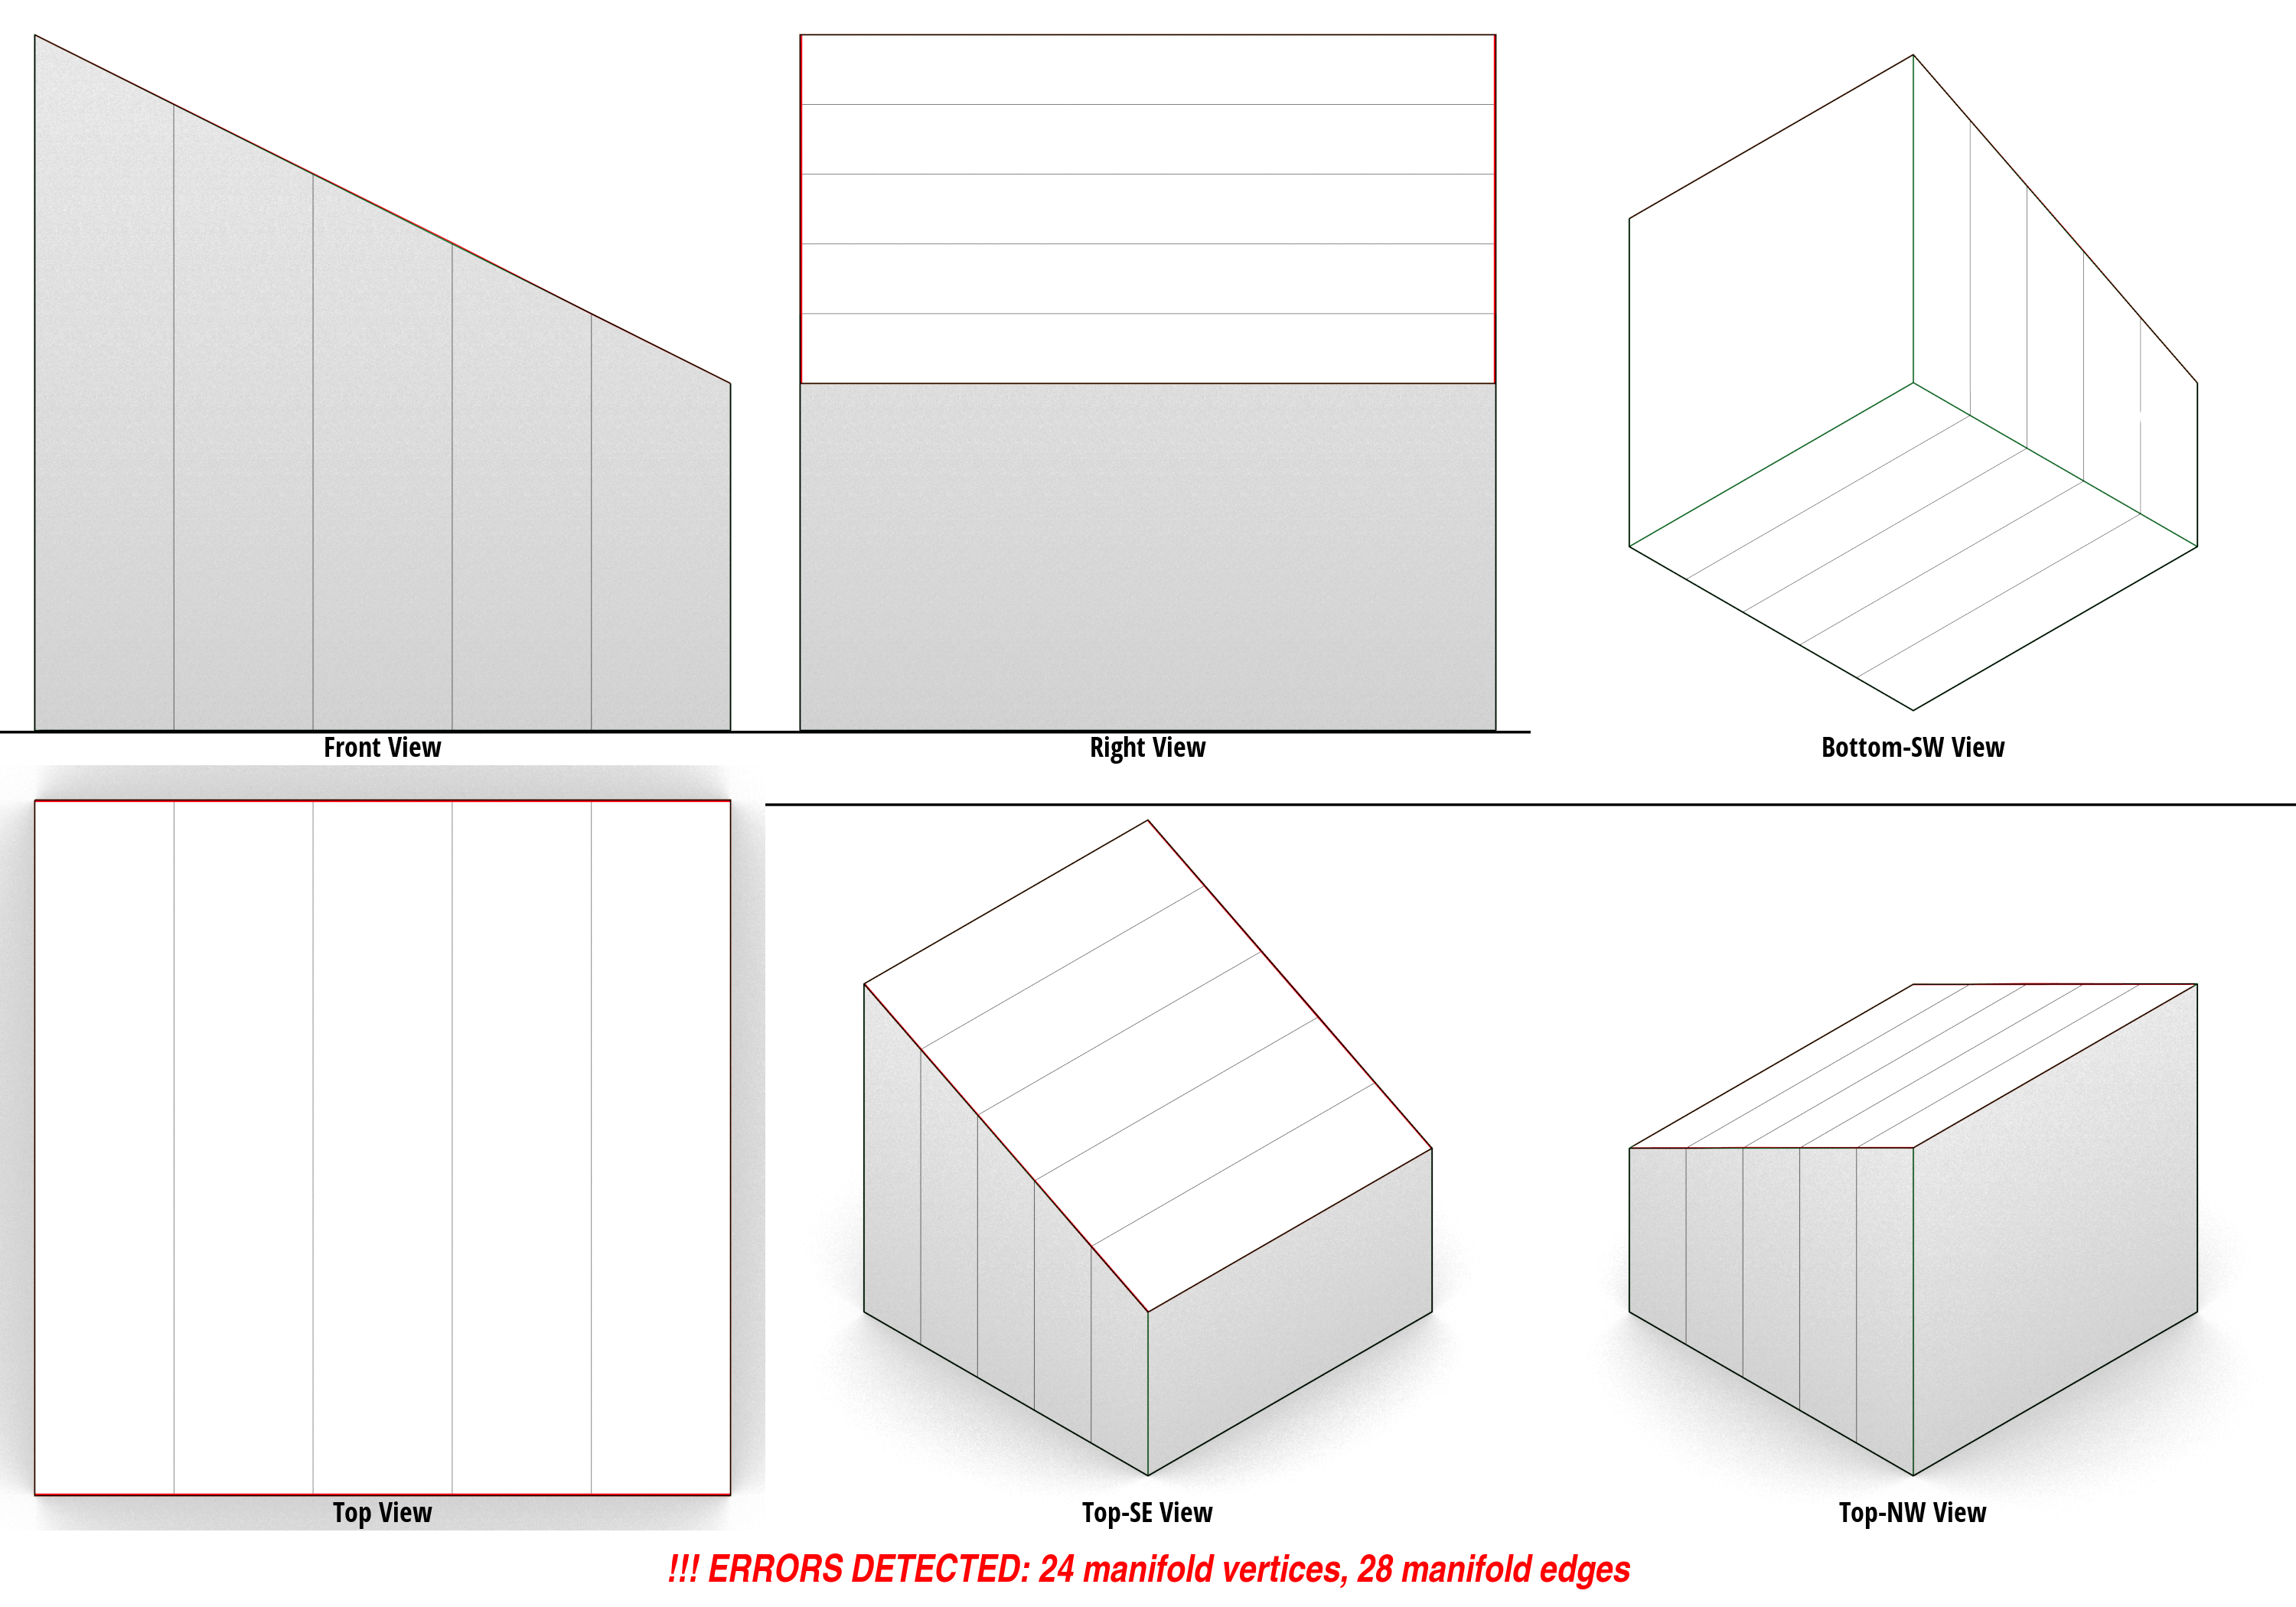 Front View
Right View
Bottom-SW View
Top View
Top-SE View
Top-NW View
!!! ERRORS DETECTED: 24 manifold vertices, 28 manifold edges